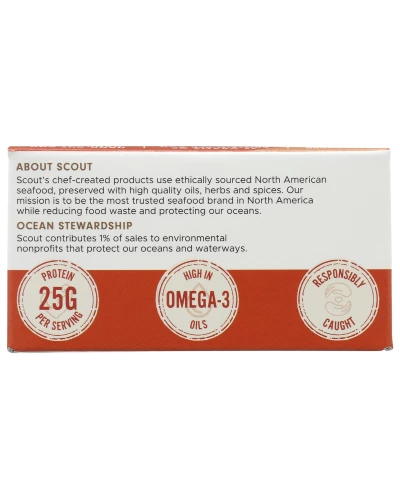 ABOUT SCOUT
Scout's chef-created products use ethically sourced North American
seafood, preserved with high quality oils, herbs and spices. Our
mission is to be the most trusted seafood brand in North America
while reducing food waste and protecting our oceans.
OCEAN STEWARDSHIP
Scout contributes 1% of sales to environmental
nonprofits that protect our oceans and waterways.
PROTEIN
25G
PER SERVING
HIGH IN
OMEGA-3
OILS
RESPONSIBLY
CAUGHT